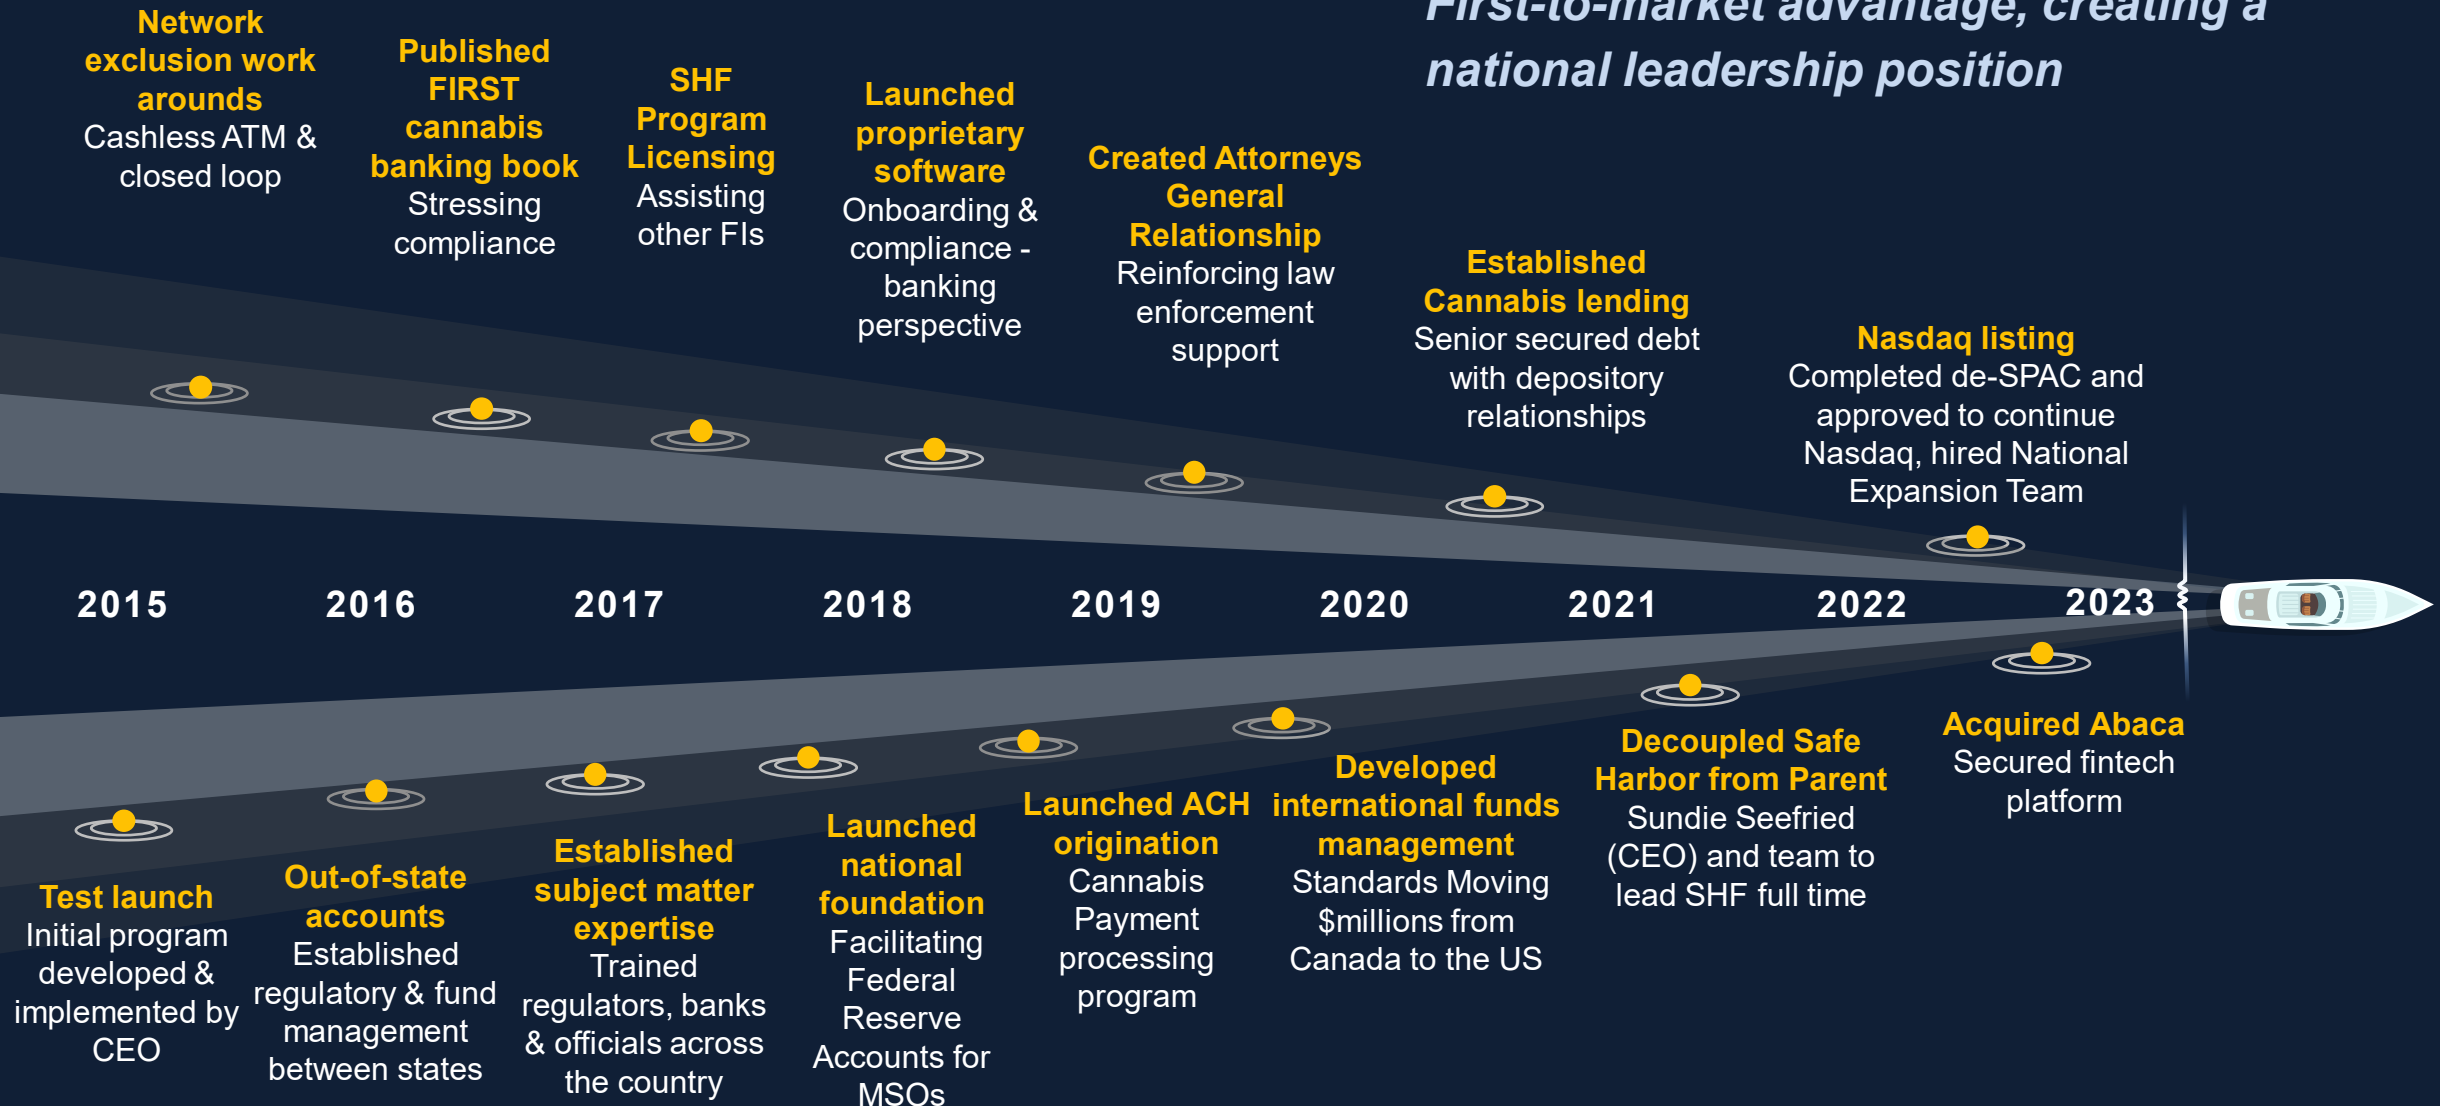 First-to-market advantage, creating a
national leadership position
Network
exclusion work
arounds
Cashless ATM &
closed loop
Published
FIRST
cannabis
banking book
Stressing
compliance
SHF
Program
Licensing
Assisting
other FIs
Launched
proprietary
software
Onboarding &
compliance -
banking
perspective
Created Attorneys
General
Relationship
Reinforcing law
enforcement
support
Established
Cannabis lending
Senior secured debt
with depository
relationships
Nasdaq listing
Completed de-SPAC and
approved to continue
Nasdaq, hired National
Expansion Team
2015 2016 2017 2018 2019 2020 2021 2022 2023
Test launch
Initial program
developed &
implemented by
CEO
Out-of-state
accounts
Established
regulatory & fund
management
between states
Established
subject matter
expertise
Trained
regulators, banks
& officials across
the country
Launched
national
foundation
Facilitating
Federal
Reserve
Accounts for
MSOs
Launched ACH
origination
Cannabis
Payment
processing
program
Developed
international funds
management
Standards Moving
$millions from
Canada to the US
Decoupled Safe
Harbor from Parent
Sundie Seefried
(CEO) and team to
lead SHF full time
Acquired Abaca
Secured fintech
platform